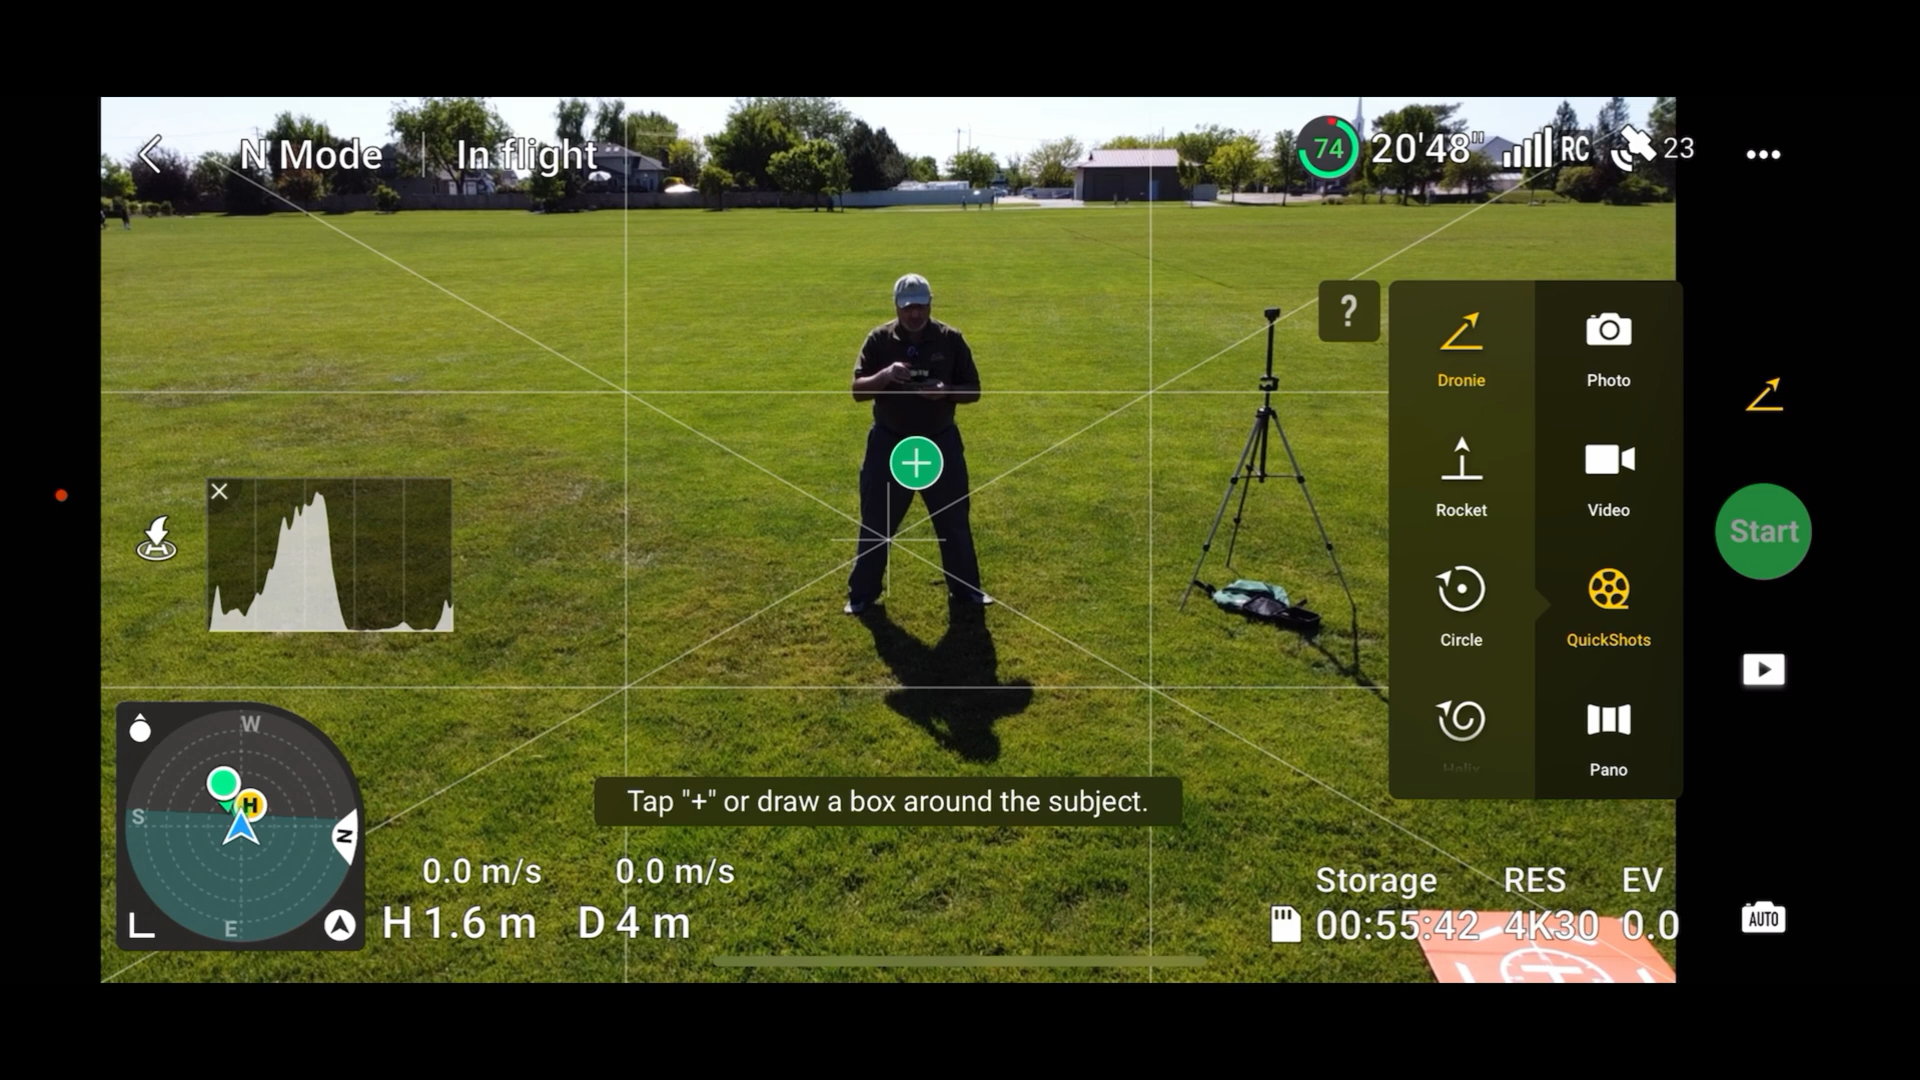 N Mode | In flight
74 20'48" RC 23
?
Dronie
Photo
Rocket
Video
Start
Circle
QuickShots
Helix
Pano
W
H
S
N
E
Tap "+" or draw a box around the subject.
0.0 m/s 0.0 m/s
H 1.6 m D 4 m
Storage RES EV
00:55:42 4K30 0.0
AUTO